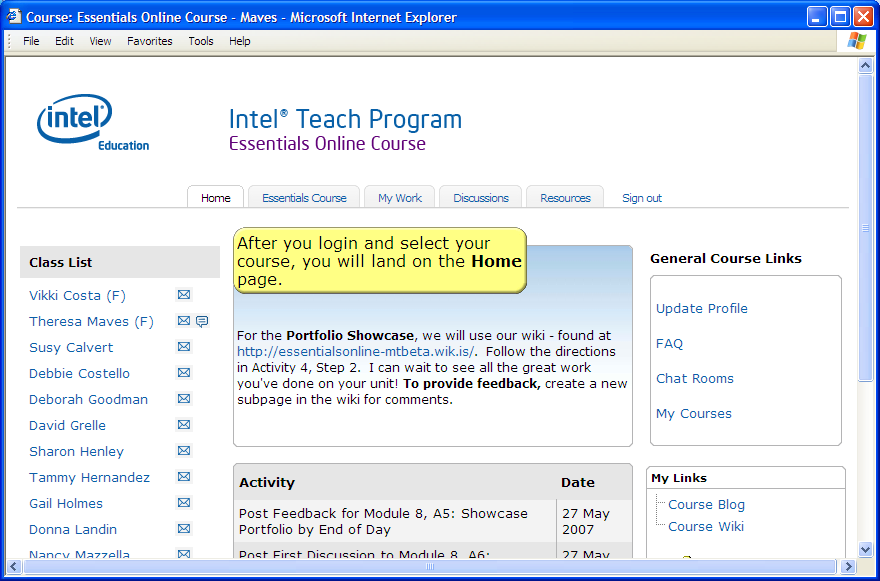 Course: Essentials Online Course - Maves - Microsoft Internet Explorer
File Edit View Favorites Tools Help
intel®
Education
Intel® Teach Program
Essentials Online Course
Home Essentials Course My Work Discussions Resources Sign out
After you login and select your
course, you will land on the Home
page.
Class List
Vikki Costa (F)
Theresa Maves (F)
Susy Calvert
Debbie Costello
Deborah Goodman
David Grelle
Sharon Henley
Tammy Hernandez
Gail Holmes
Donna Landin
Nancy Mazzella
For the Portfolio Showcase, we will use our wiki - found at
http://essentialsonline-mtbeta.wik.is/. Follow the directions
in Activity 4, Step 2. I can wait to see all the great work
you've done on your unit! To provide feedback, create a new
subpage in the wiki for comments.
Activity Date
Post Feedback for Module 8, A5: Showcase
Portfolio by End of Day
27 May
2007
Post First Discussion to Module 8, A6:
27 May
General Course Links
Update Profile
FAQ
Chat Rooms
My Courses
My Links
Course Blog
Course Wiki